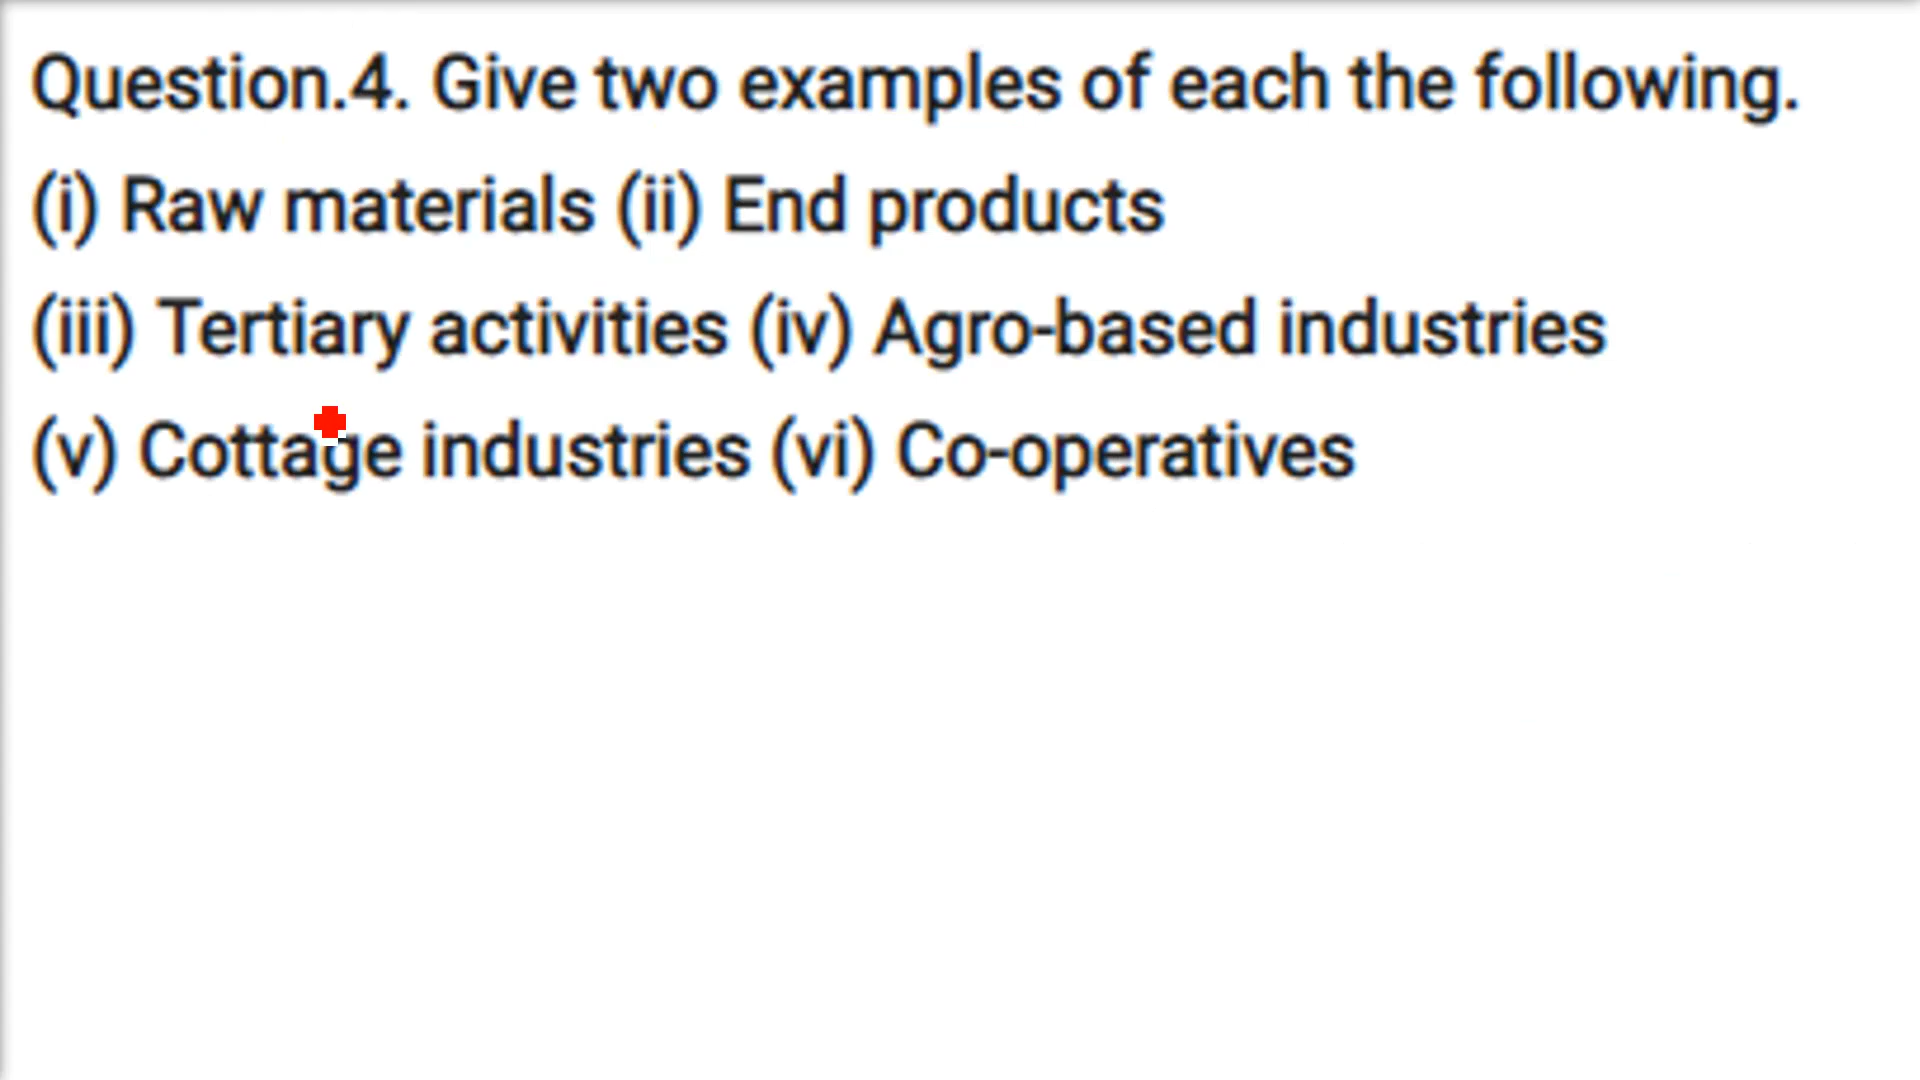 Question.4. Give two examples of each the following.
(i) Raw materials (ii) End products
(iii) Tertiary activities (iv) Agro-based industries
(v) Cottage industries (vi) Co-operatives